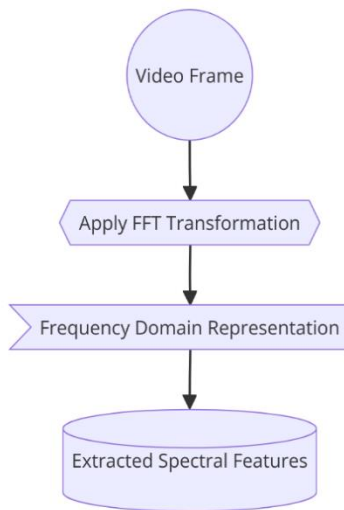 Video Frame
Apply FFT Transformation
Frequency Domain Representation
Extracted Spectral Features